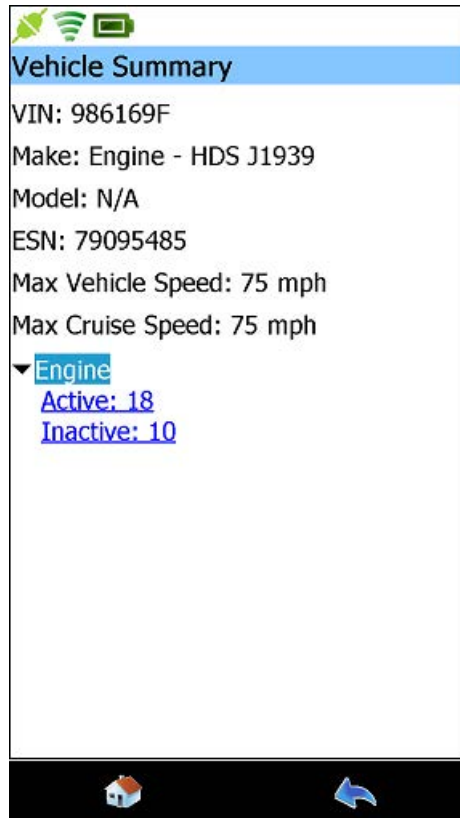 Vehicle Summary
VIN: 986169F
Make: Engine - HDS J1939
Model: N/A
ESN: 79095485
Max Vehicle Speed: 75 mph
Max Cruise Speed: 75 mph
Engine
Active: 18
Inactive: 10